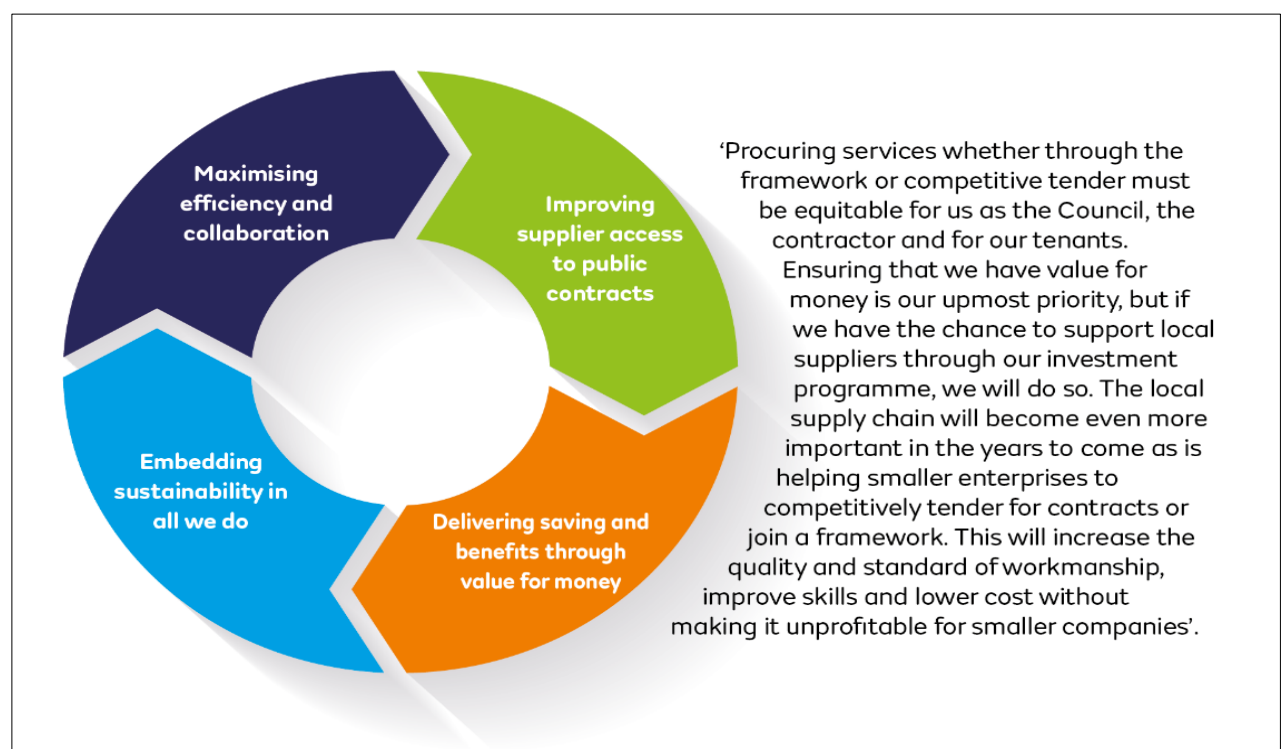 Maximising
efficiency and
collaboration
Improving
supplier access
to public
contracts
Delivering saving and
benefits through
value for money
Embedding
sustainability in
all we do
‘Procuring services whether through the
framework or competitive tender must
be equitable for us as the Council, the
contractor and for our tenants.
Ensuring that we have value for
money is our upmost priority, but if
we have the chance to support local
suppliers through our investment
programme, we will do so. The local
supply chain will become even more
important in the years to come as is
helping smaller enterprises to
competitively tender for contracts or
join a framework. This will increase the
quality and standard of workmanship,
improve skills and lower cost without
making it unprofitable for smaller companies’.